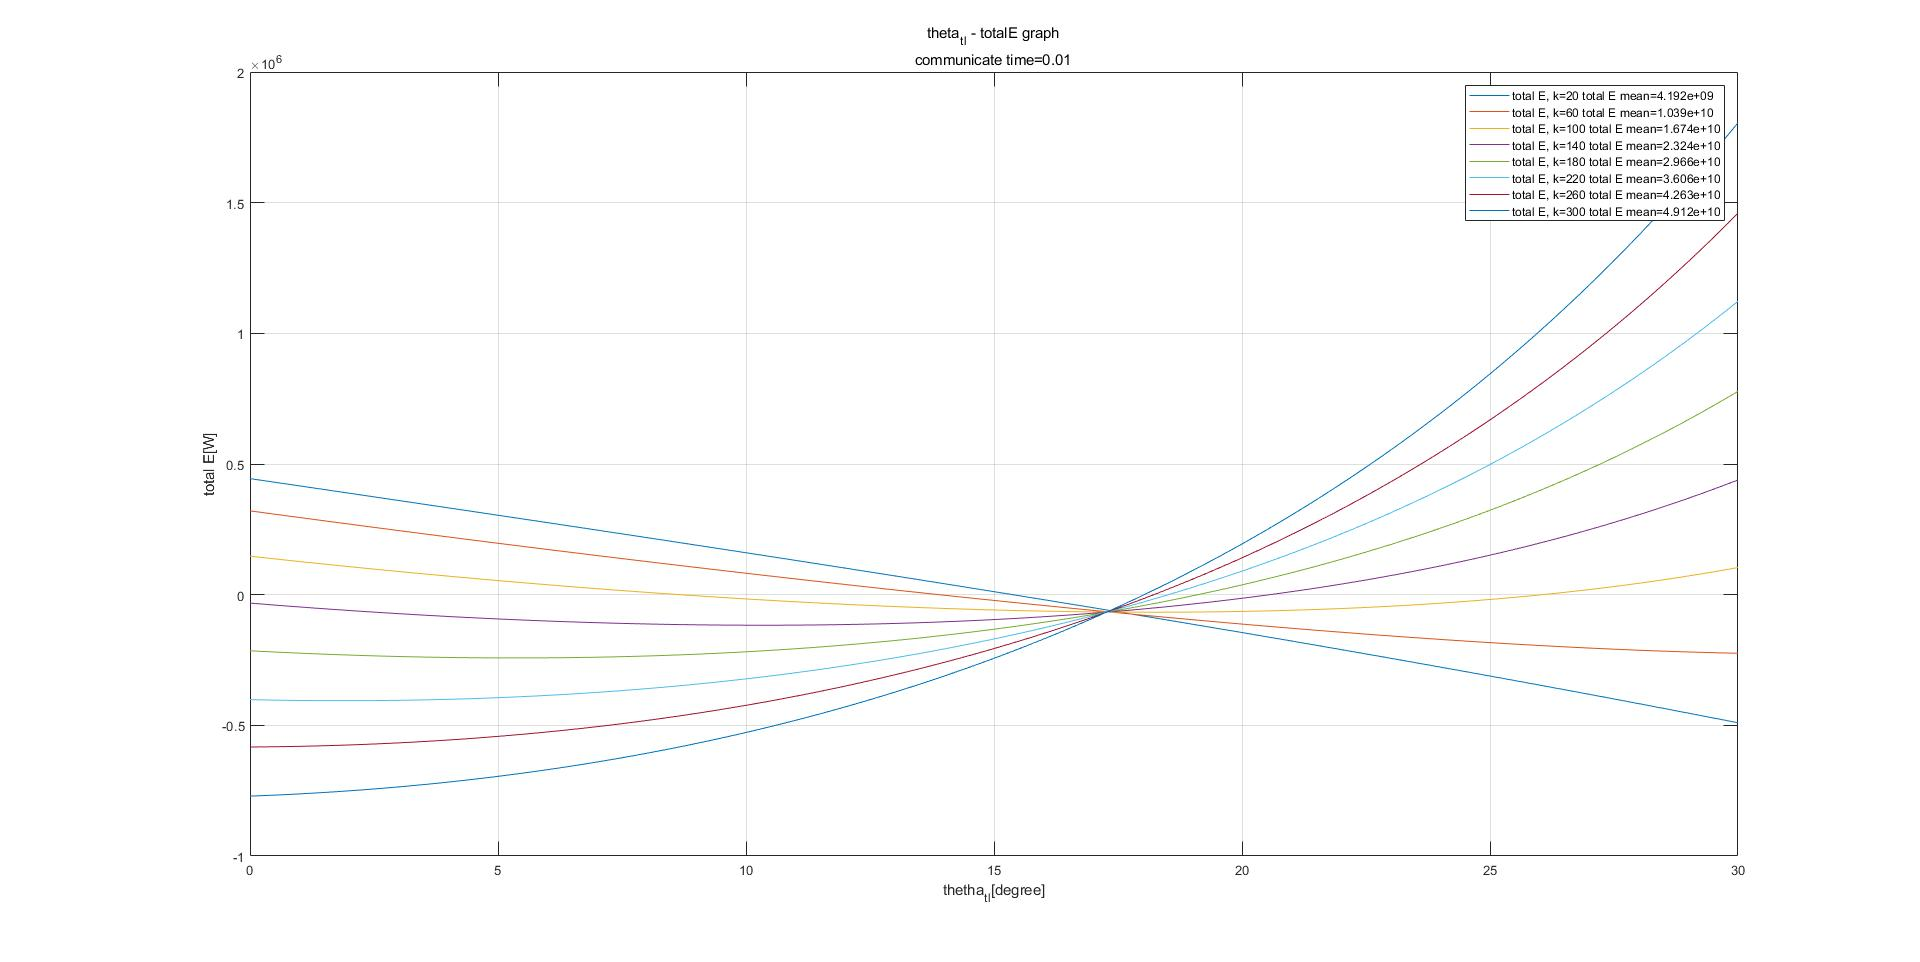 theta_tl - totalE graph
communicate time=0.01
×10^6
2
1.5
1
0.5
0
-0.5
-1
total E[W]
total E, k=20 total E mean=4.192e+09
total E, k=60 total E mean=1.039e+10
total E, k=100 total E mean=1.674e+10
total E, k=140 total E mean=2.324e+10
total E, k=180 total E mean=2.966e+10
total E, k=220 total E mean=3.606e+10
total E, k=260 total E mean=4.263e+10
total E, k=300 total E mean=4.912e+10
0 5 10 15 20 25 30
thetha_tl[degree]